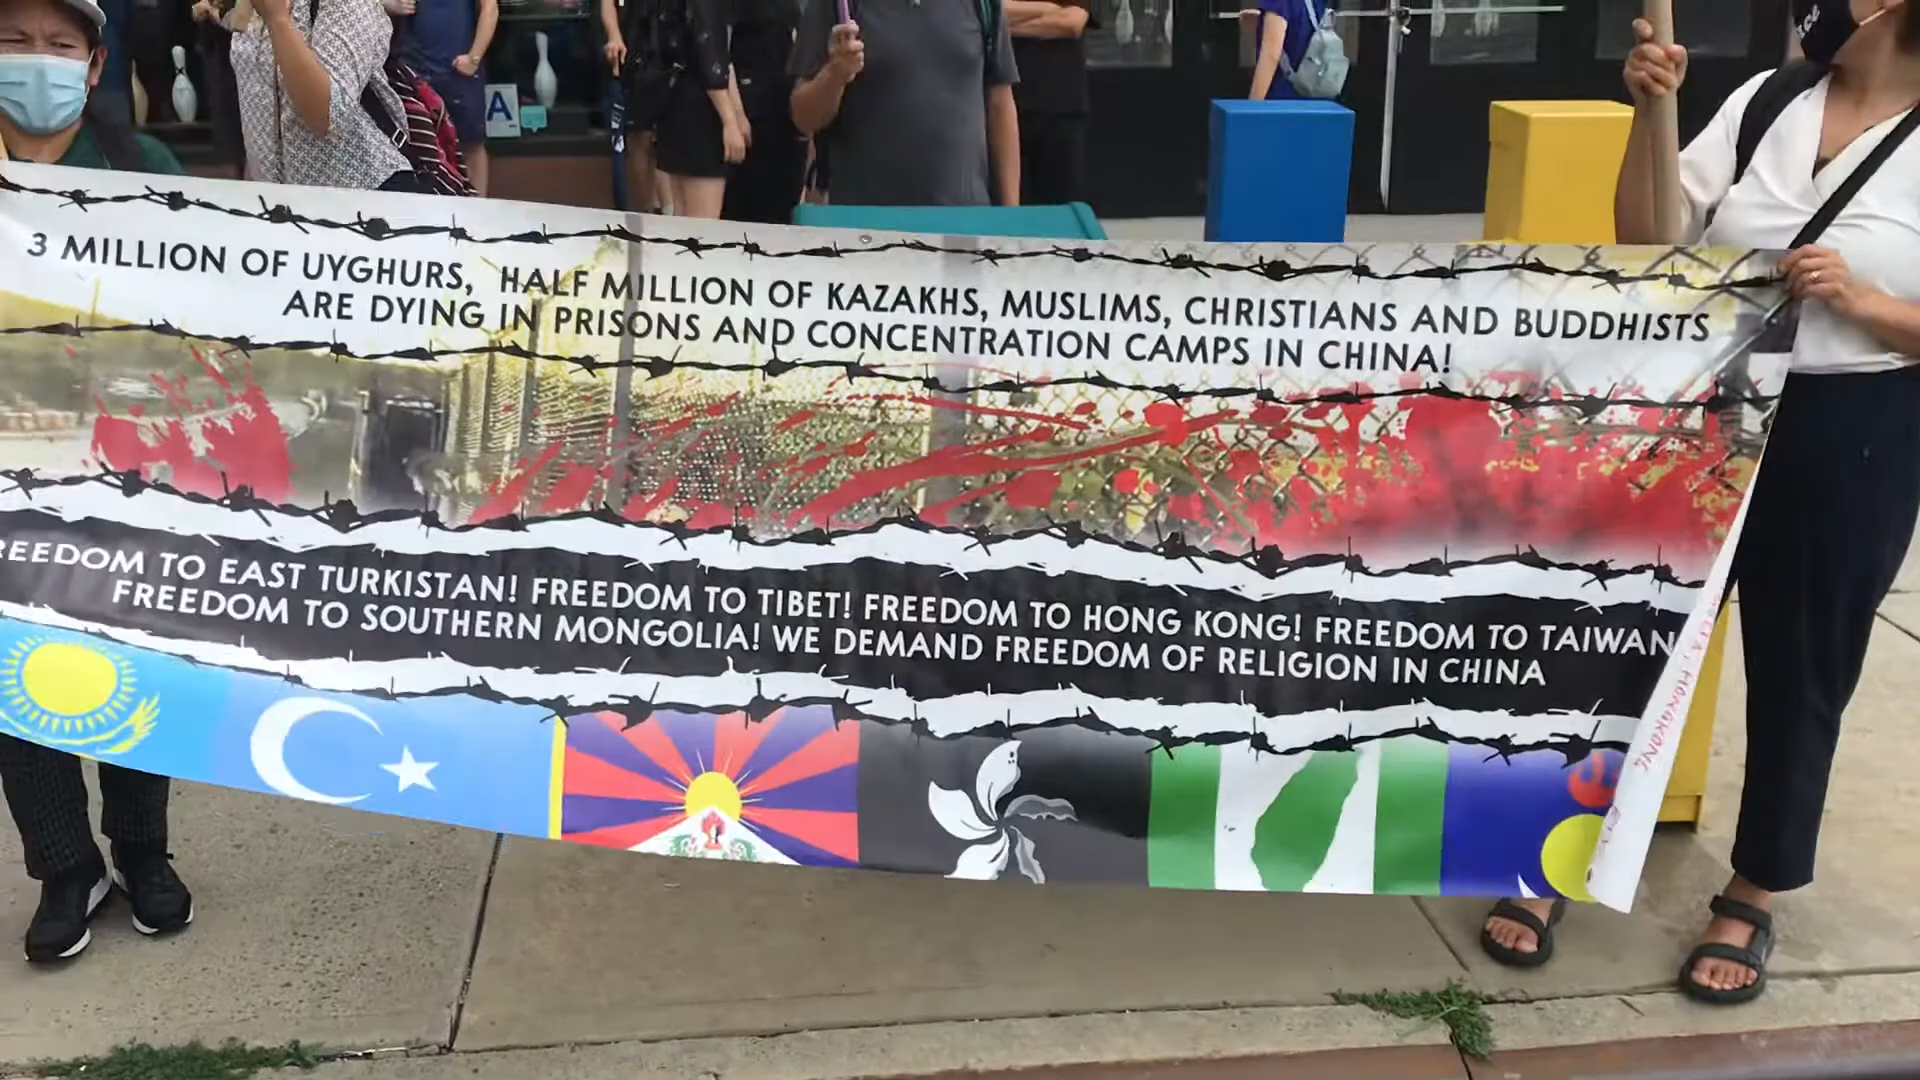 A
3 MILLION OF UYGHURS, HALF MILLION OF KAZAKHS, MUSLIMS, CHRISTIANS AND BUDDHISTS
ARE DYING IN PRISONS AND CONCENTRATION CAMPS IN CHINA!
REEDOM TO EAST TURKISTAN! FREEDOM TO TIBET! FREEDOM TO HONG KONG! FREEDOM TO TAIWAN
FREEDOM TO SOUTHERN MONGOLIA! WE DEMAND FREEDOM OF RELIGION IN CHINA
HONGKONG